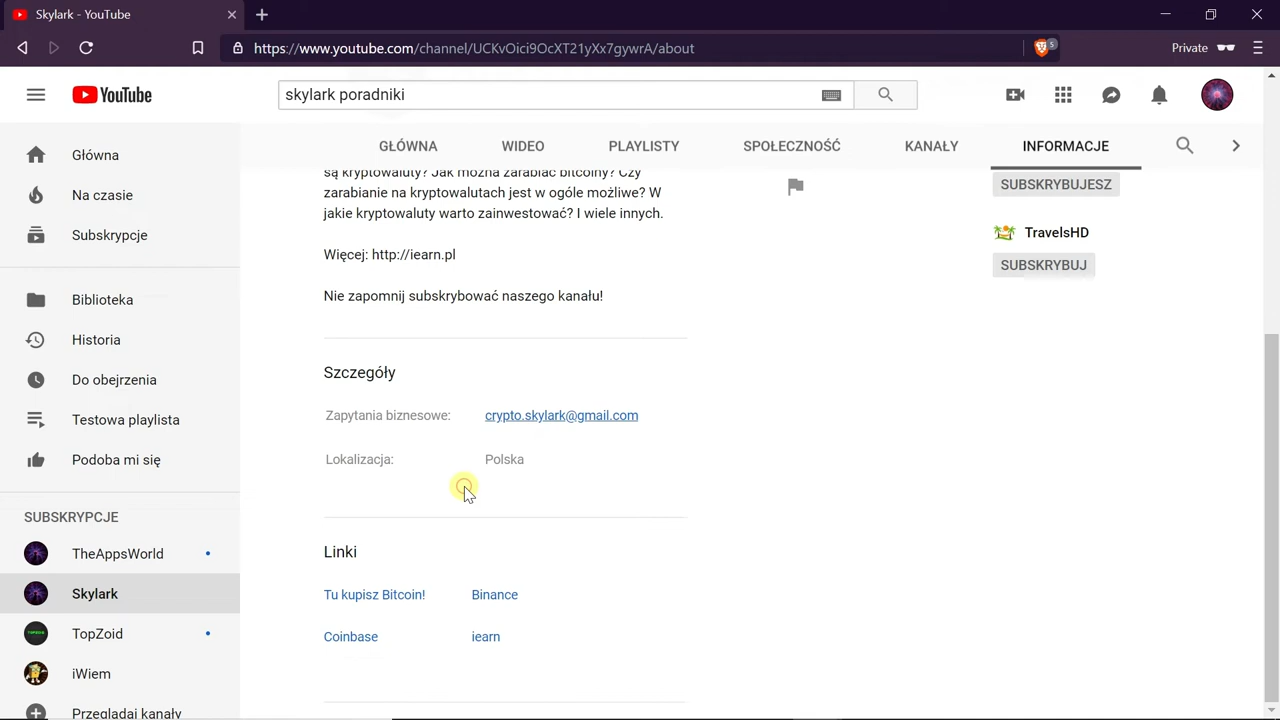 Skylark - YouTube
https://www.youtube.com/channel/UCKvOici9OcXT21yXx7gywrA/about
5
Private
YouTube
skylark poradniki
GŁÓWNA
WIDEO
PLAYLISTY
SPOŁECZNOŚĆ
KANAŁY
INFORMACJE
Główna
Na czasie
Subskrypcje
Biblioteka
Historia
Do obejrzenia
Testowa playlista
Podoba mi się
SUBSKRYPCJE
TheAppsWorld
Skylark
TopZoid
iWiem
Przeglądaj kanały
są kryptowaluty? Jak można zarabiać bitcoiny? Czy
zarabianie na kryptowalutach jest w ogóle możliwe? W
jakie kryptowaluty warto zainwestować? I wiele innych.
Więcej: http://iearn.pl
Nie zapomnij subskrybować naszego kanału!
Szczegóły
Zapytania biznesowe: crypto.skylark@gmail.com
Lokalizacja: Polska
Linki
Tu kupisz Bitcoin! Binance
Coinbase iearn
SUBSKRYBUJESZ
TravelsHD
SUBSKRYBUJ